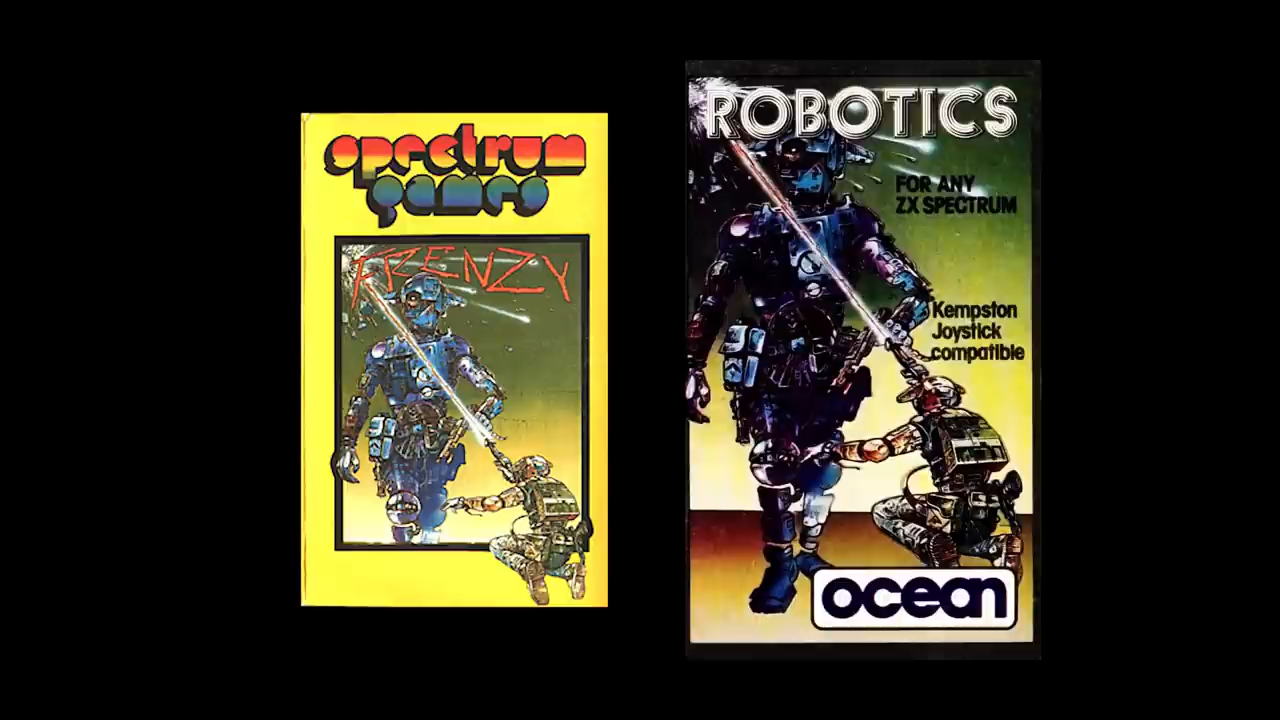 spectrum
games
FRENZY
ROBOTICS
FOR ANY
ZX SPECTRUM
Kempston
Joystick
compatible
ocean